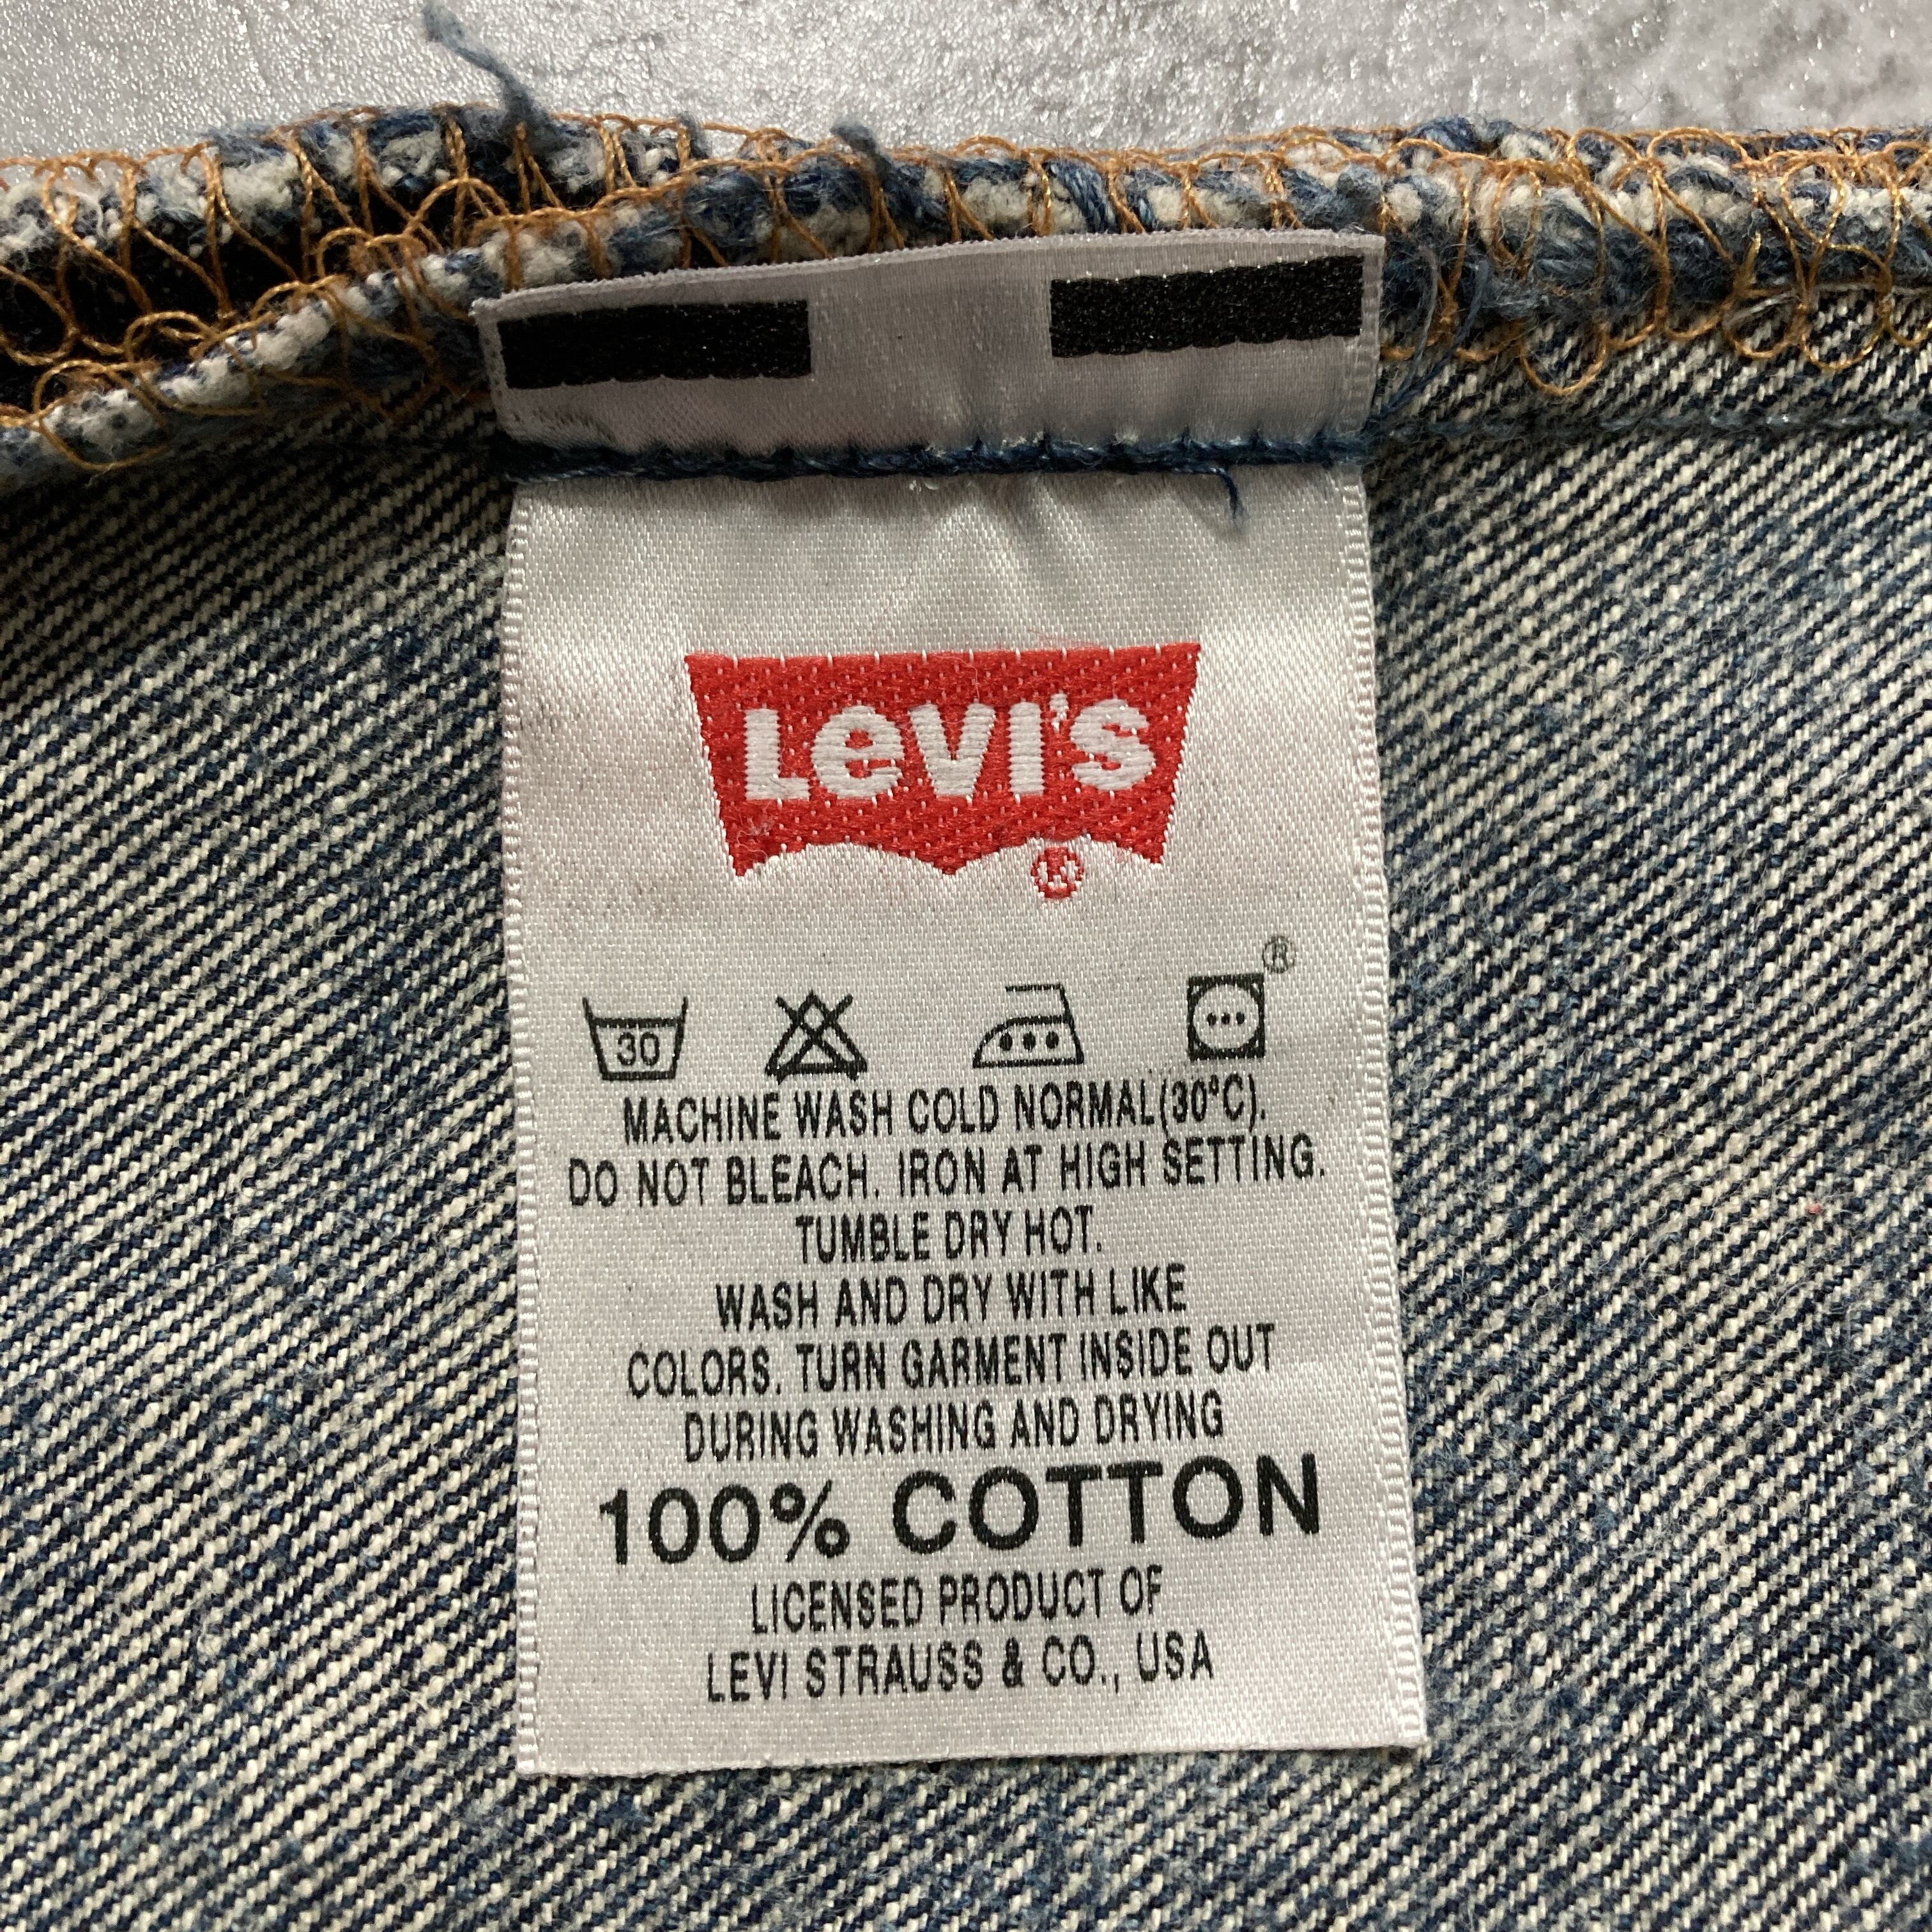 LEVI'S
®
®
30
MACHINE WASH COLD NORMAL(30°C).
DO NOT BLEACH. IRON AT HIGH SETTING.
TUMBLE DRY HOT.
WASH AND DRY WITH LIKE
COLORS. TURN GARMENT INSIDE OUT
DURING WASHING AND DRYING
100% COTTON
LICENSED PRODUCT OF
LEVI STRAUSS & CO., USA